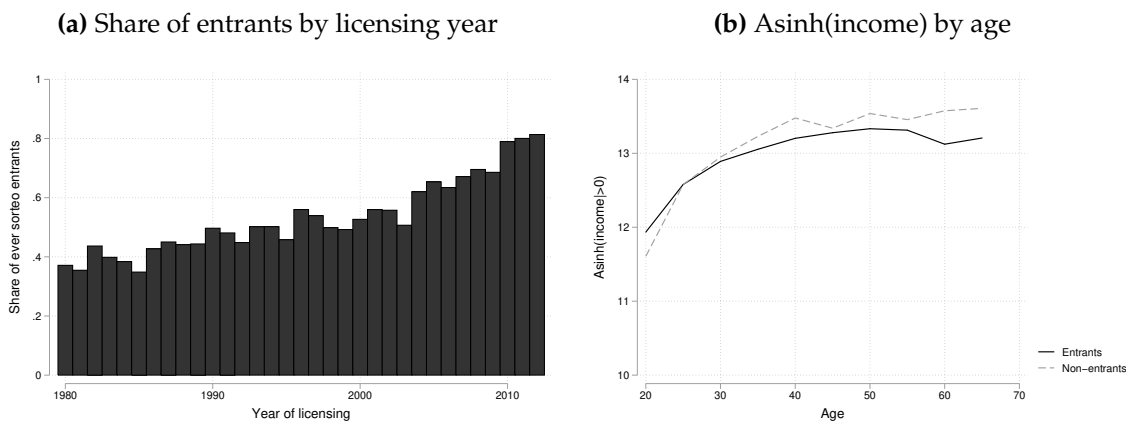 (a) Share of entrants by licensing year
1
.8
.6
.4
.2
0
Share of ever sorteo entrants
1980 1990 2000 2010
Year of licensing
(b) Asinh(income) by age
14
13
12
11
10
Asinh(income|>0)
20 30 40 50 60 70
Age
Entrants
Non-entrants